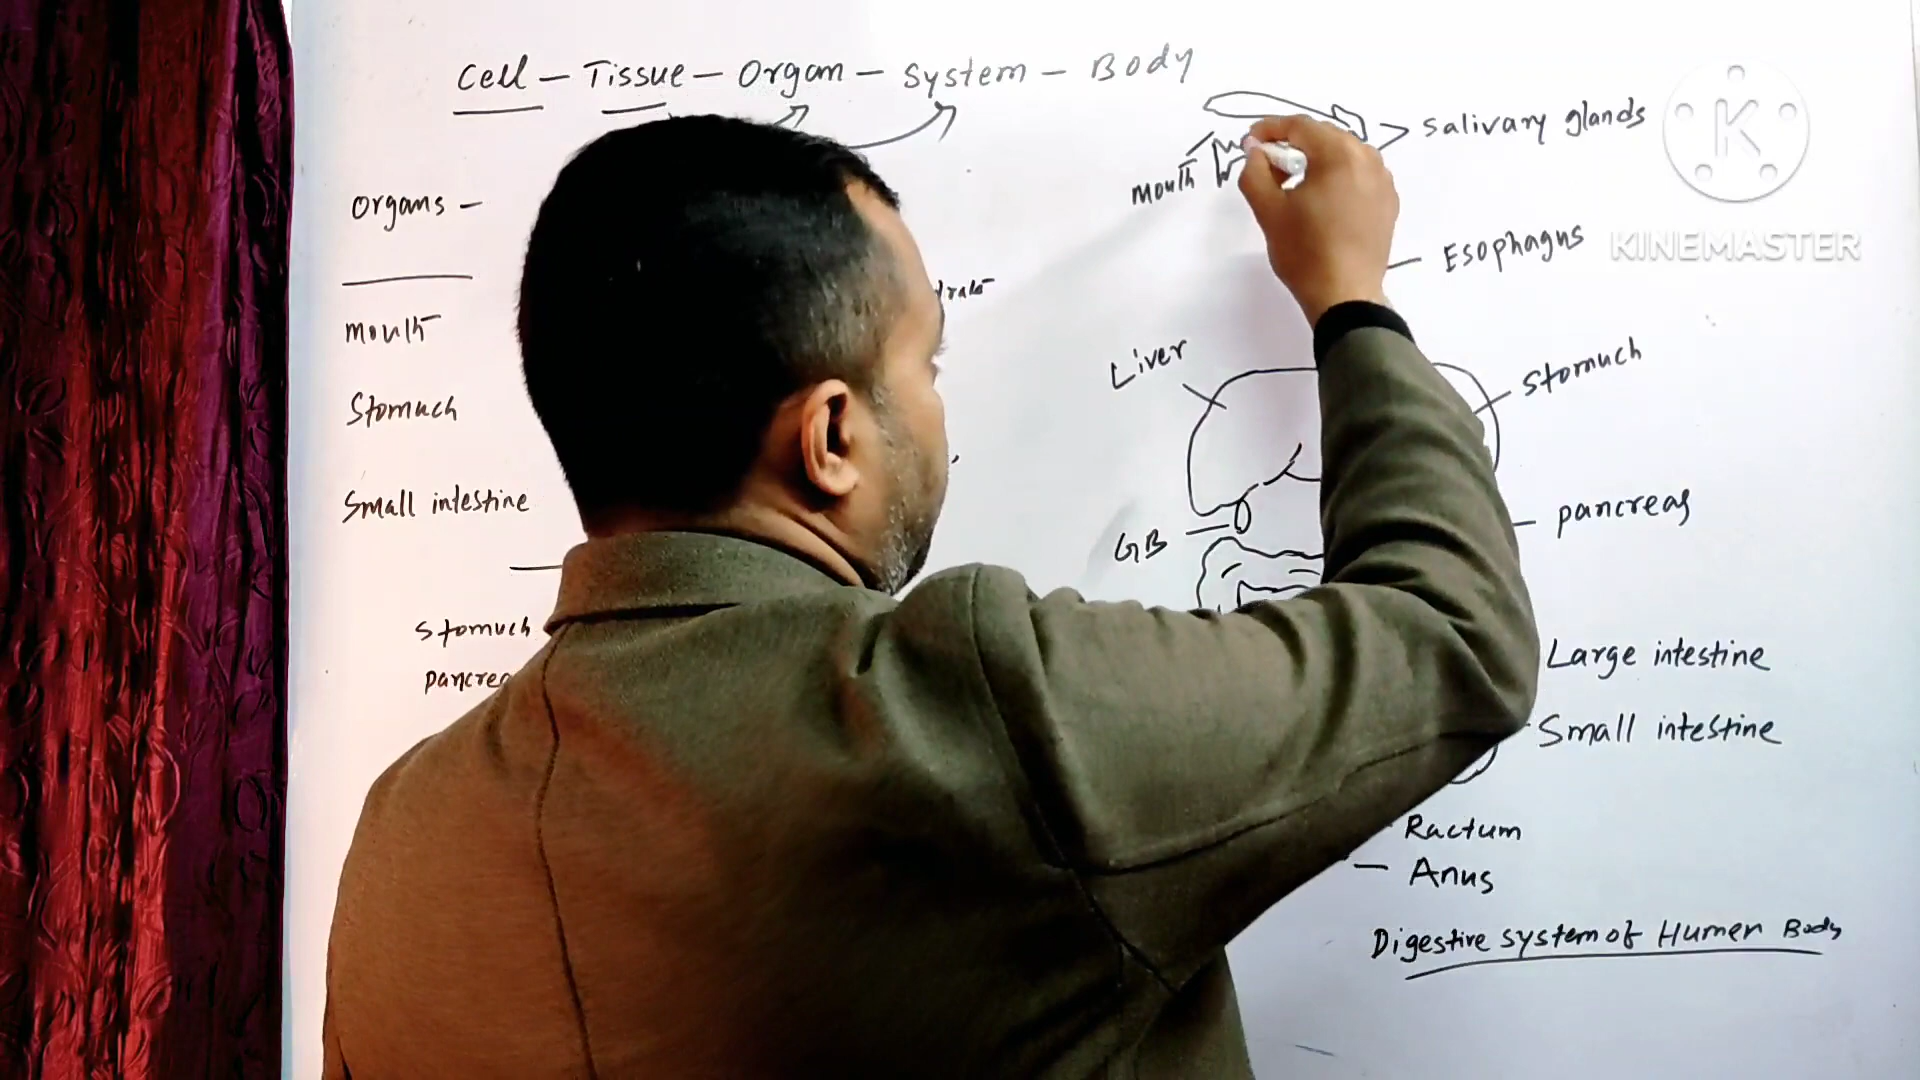 Cell - Tissue - Organ - System - Body
Organs -
Mouth
Stomuch
Small intestine
Stomuch
pancrea
Salivary glands
Mouth
Esophagus
Liver
Stomuch
GB
pancreas
Large intestine
Small intestine
Ractum
Anus
Digestive system of Humen Body
K
KINEMASTER